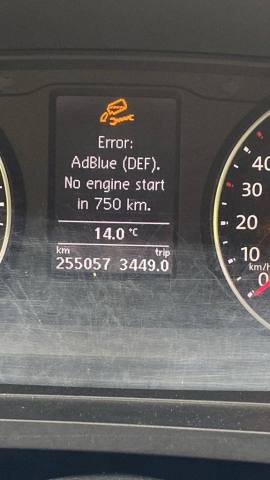 Error:
AdBlue (DEF).
No engine start
in 750 km.
14.0 °C
km trip
255057 3449.0
40
30
20
10
km/h
0